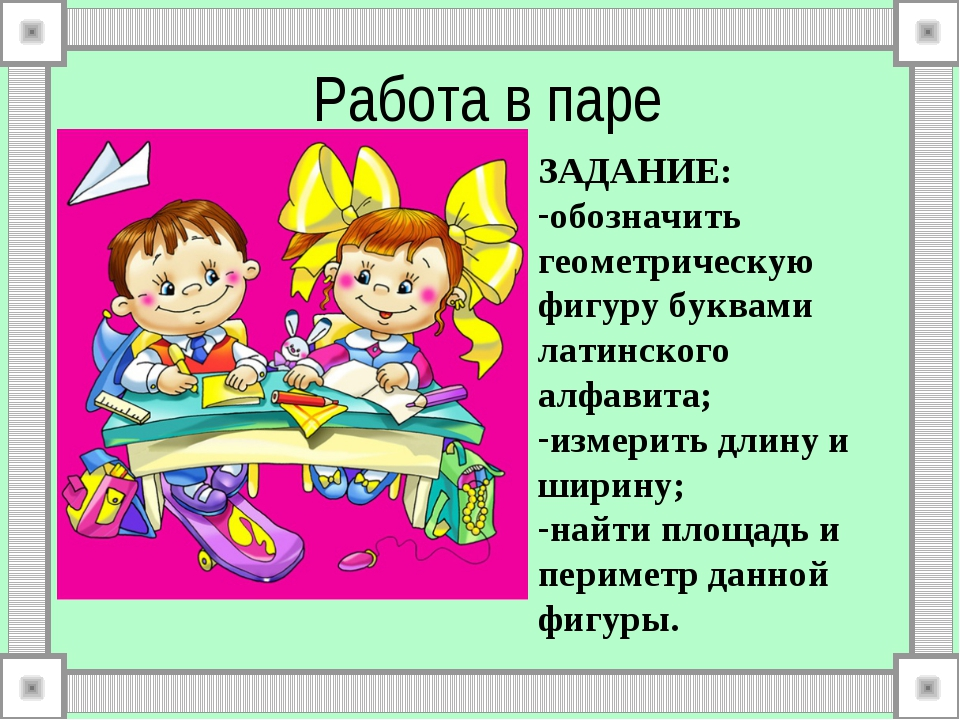 Работа в паре
ЗАДАНИЕ:
-обозначить
геометрическую
фигуру буквами
латинского
алфавита;
-измерить длину и
ширину;
-найти площадь и
периметр данной
фигуры.